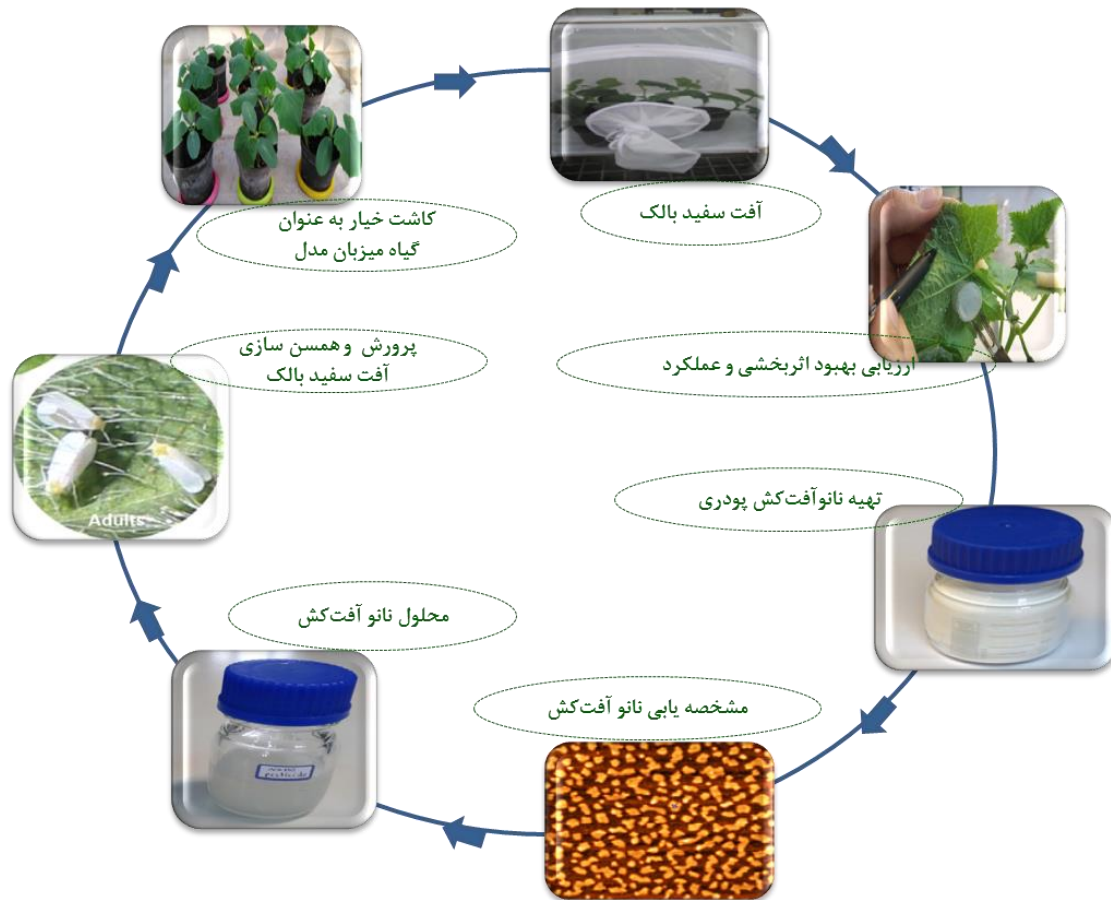 کاشت خیار به عنوان
گیاه میزبان مدل
آفت سفید بالک
ارزیابی بهبود اثربخشی و عملکرد
پرورش و همسن سازی
آفت سفید بالک
Adults
تهیه نانوآفت‌کش پودری
محلول نانو آفت‌کش
مشخصه یابی نانو آفت‌کش